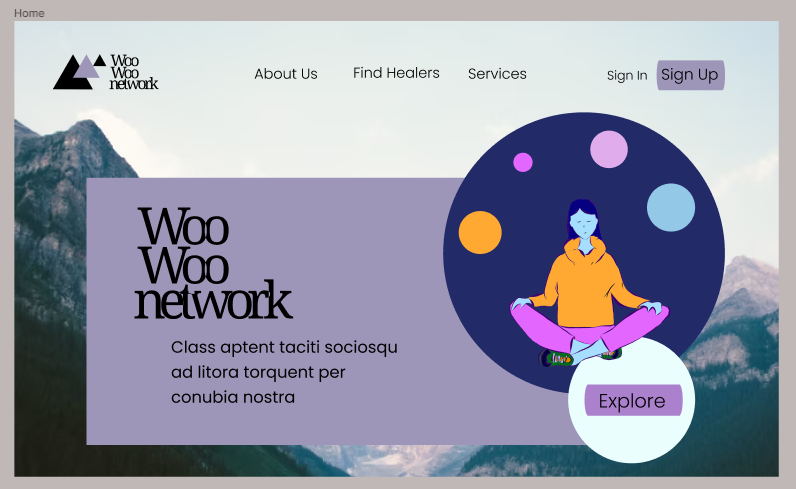 Home
Woo
Woo
network
About Us
Find Healers
Services
Sign In
Sign Up
Woo
Woo
network
Class aptent taciti sociosqu
ad litora torquent per
conubia nostra
Explore